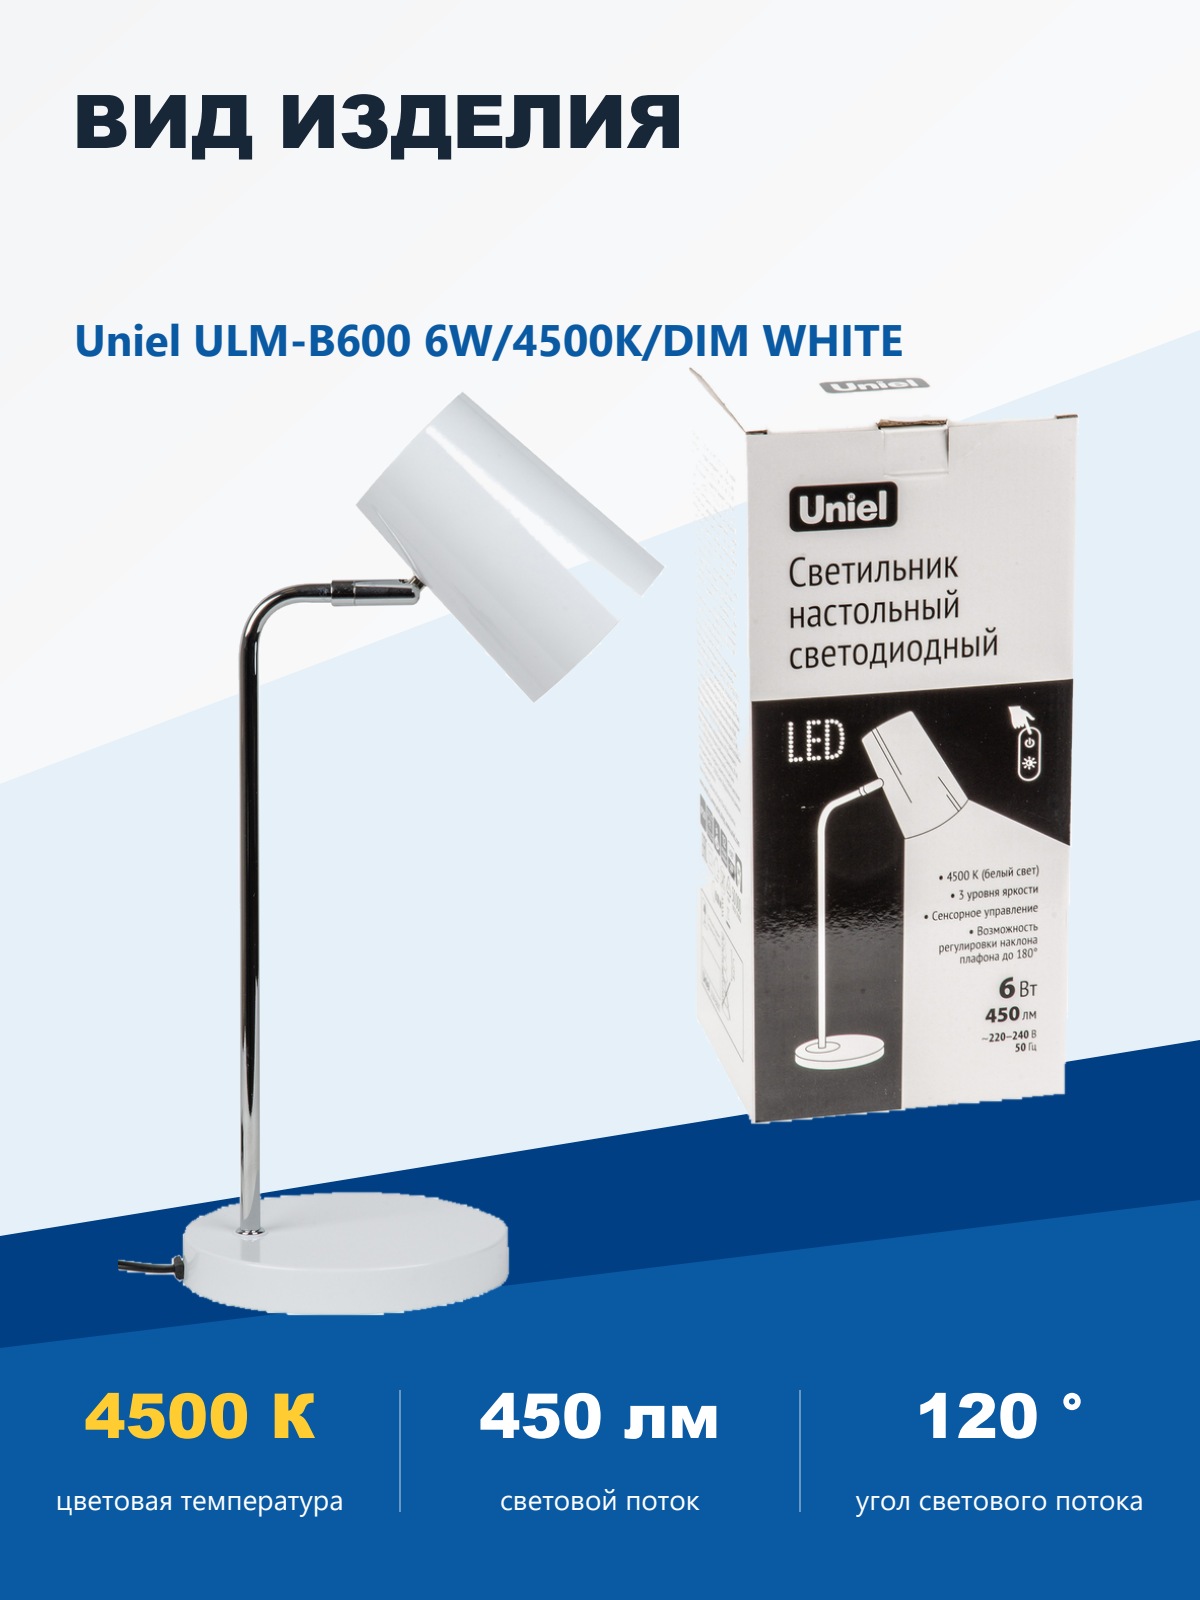 ВИД ИЗДЕЛИЯ
Uniel ULM-B600 6W/4500K/DIM WHITE
Uniel
Uniel
Светильник
настольный
светодиодный
LED
• 4500 К (белый свет)
• 3 уровня яркости
• Сенсорное управление
• Возможность
регулировки наклона
плафона до 180°
6 Вт
450 лм
~220–240 В
50 Гц
4500 К
цветовая температура
450 лм
световой поток
120 °
угол светового потока